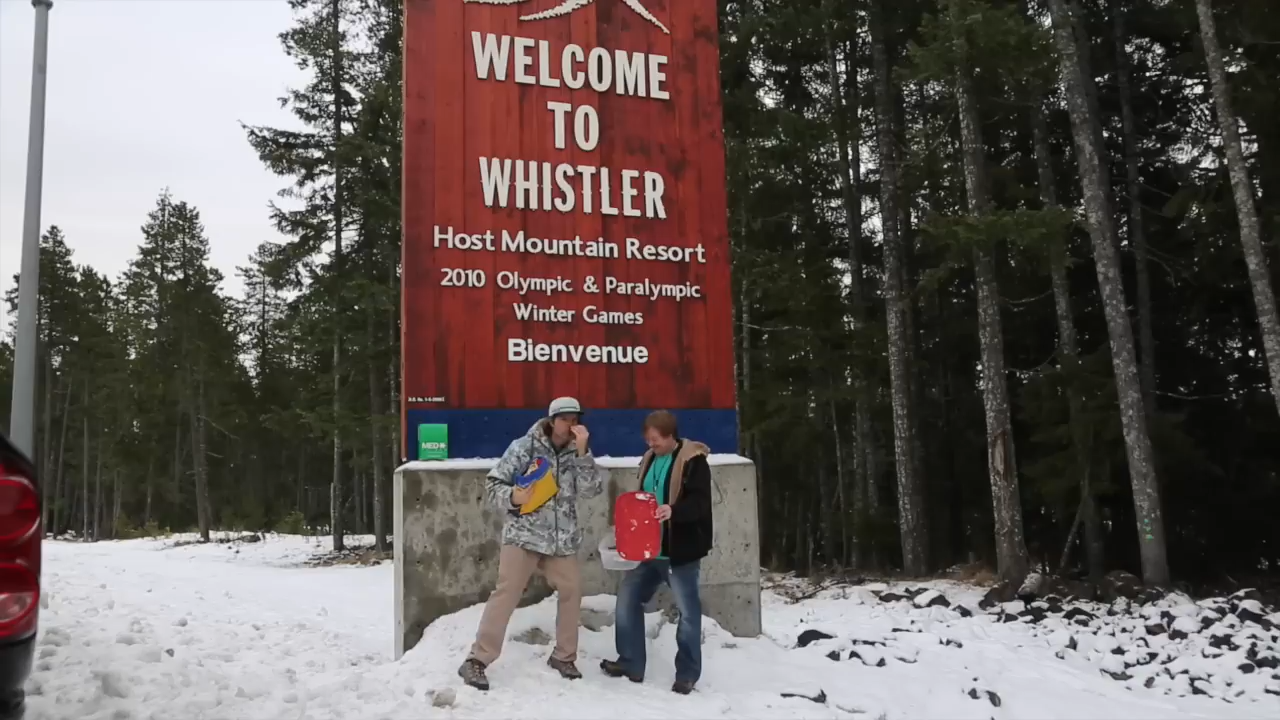 WELCOME
TO
WHISTLER
Host Mountain Resort
2010 Olympic & Paralympic
Winter Games
Bienvenue